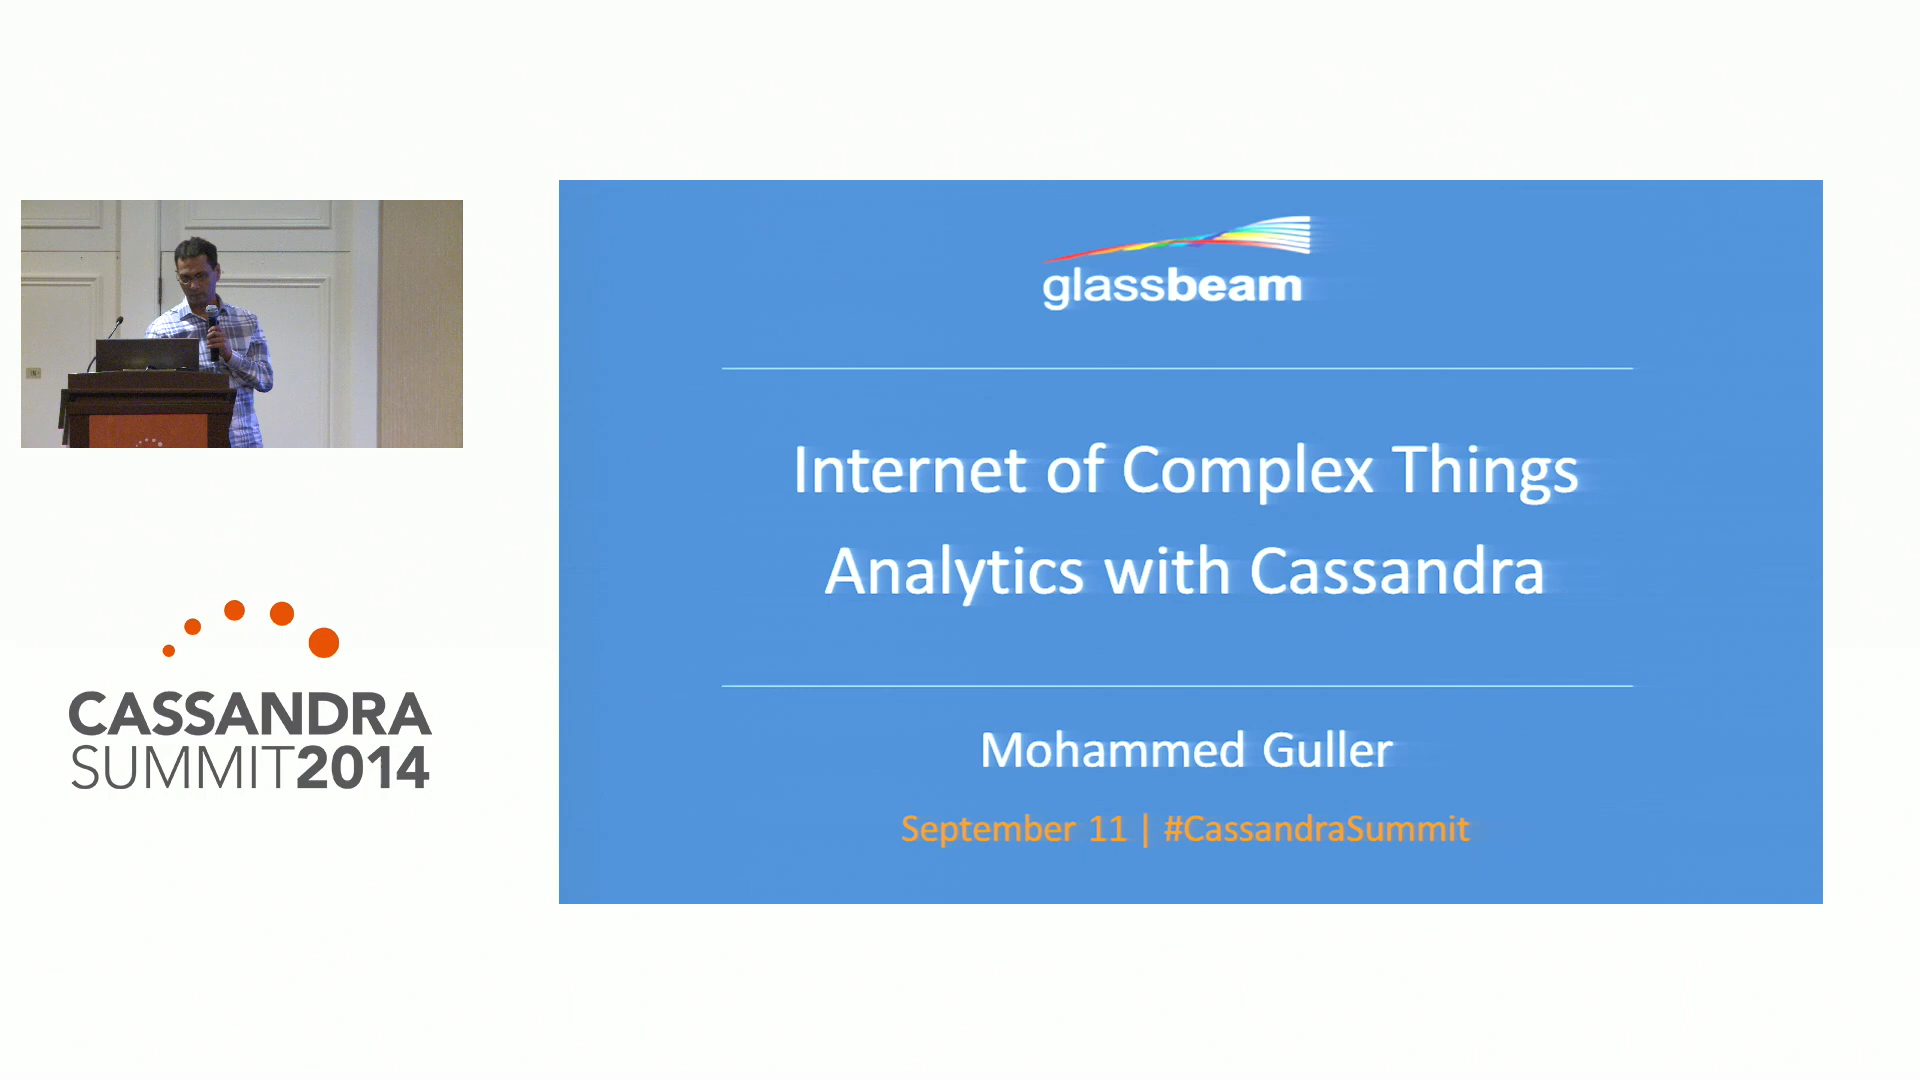 glassbeam
Internet of Complex Things
Analytics with Cassandra
Mohammed Guller
September 11 | #CassandraSummit
CASSANDRA
SUMMIT2014